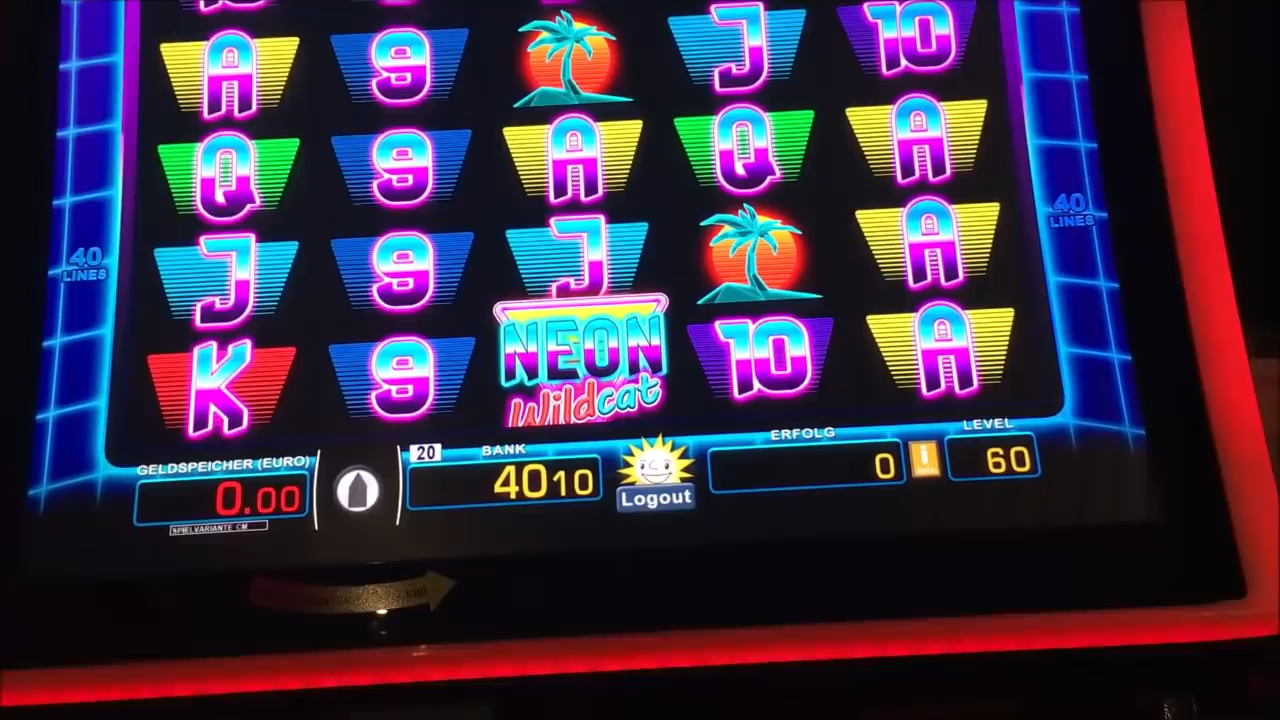 A 9 J 10
Q 9 A Q A
40 LINES
J 9 J A
40 LINES
K 9 NEON Wildcat 10 A
GELDSPEICHER (EURO)
0.00
SPIELVARIANTE CM
20
BANK
4010
Logout
ERFOLG
0
i
Info
LEVEL
60